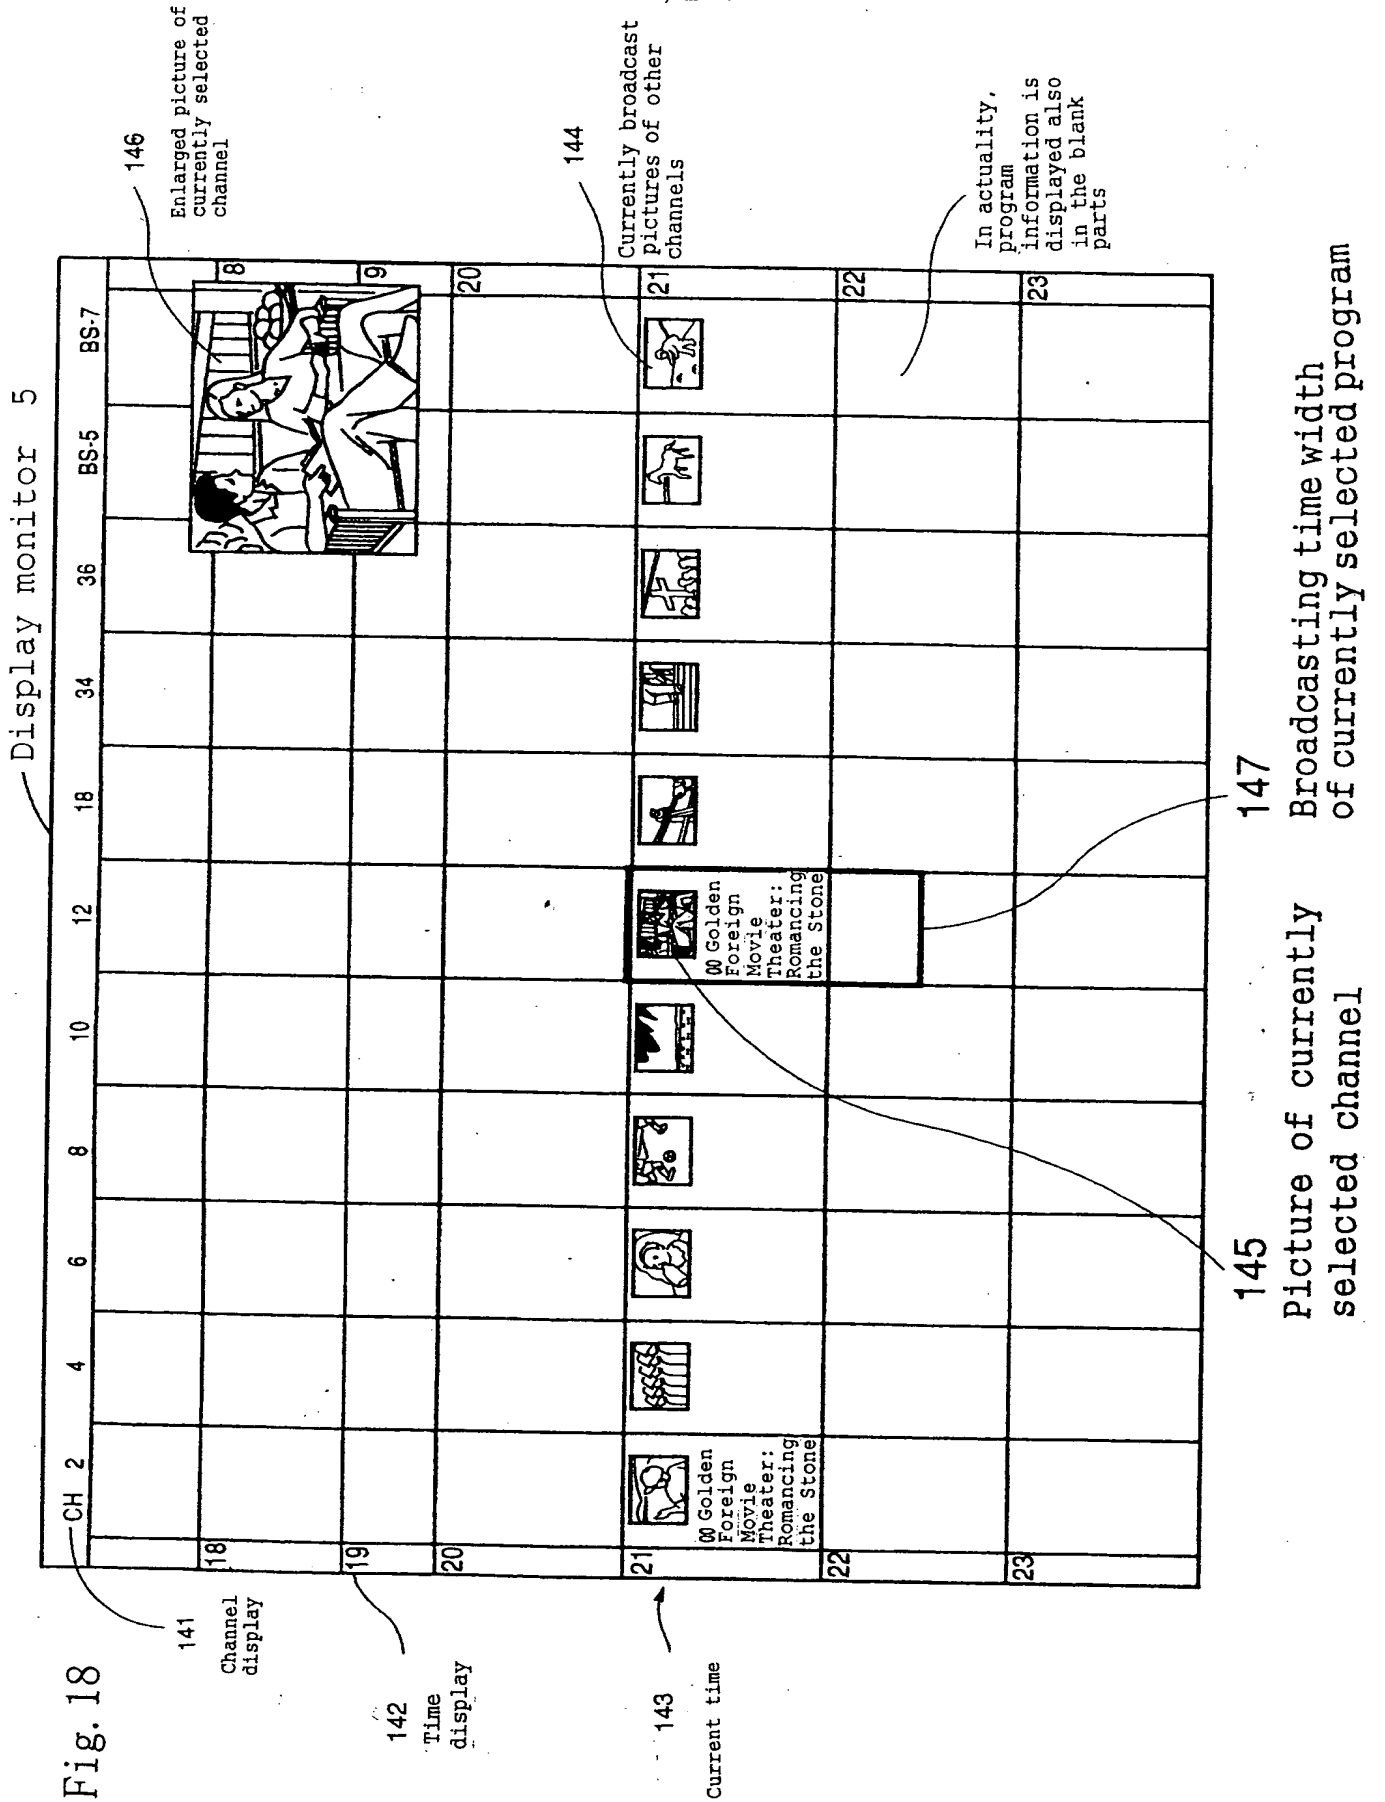 Fig. 18
Display monitor 5
141
Channel
display
CH 2 4 6 8 10 12 18 34 36 BS-5 BS-7
146
Enlarged picture of
currently selected
channel
142
Time
display
18
8
19
9
20
20
143
Current time
21
21
Currently broadcast
pictures of other
channels
144
00 Golden
Foreign
Movie
Theater:
Romancing
the Stone
00 Golden
Foreign
Movie
Theater:
Romancing
the Stone
22
22
23
23
In actuality,
program
information is
displayed also
in the blank
parts
145
Picture of currently
selected channel
147
Broadcasting time width
of currently selected program